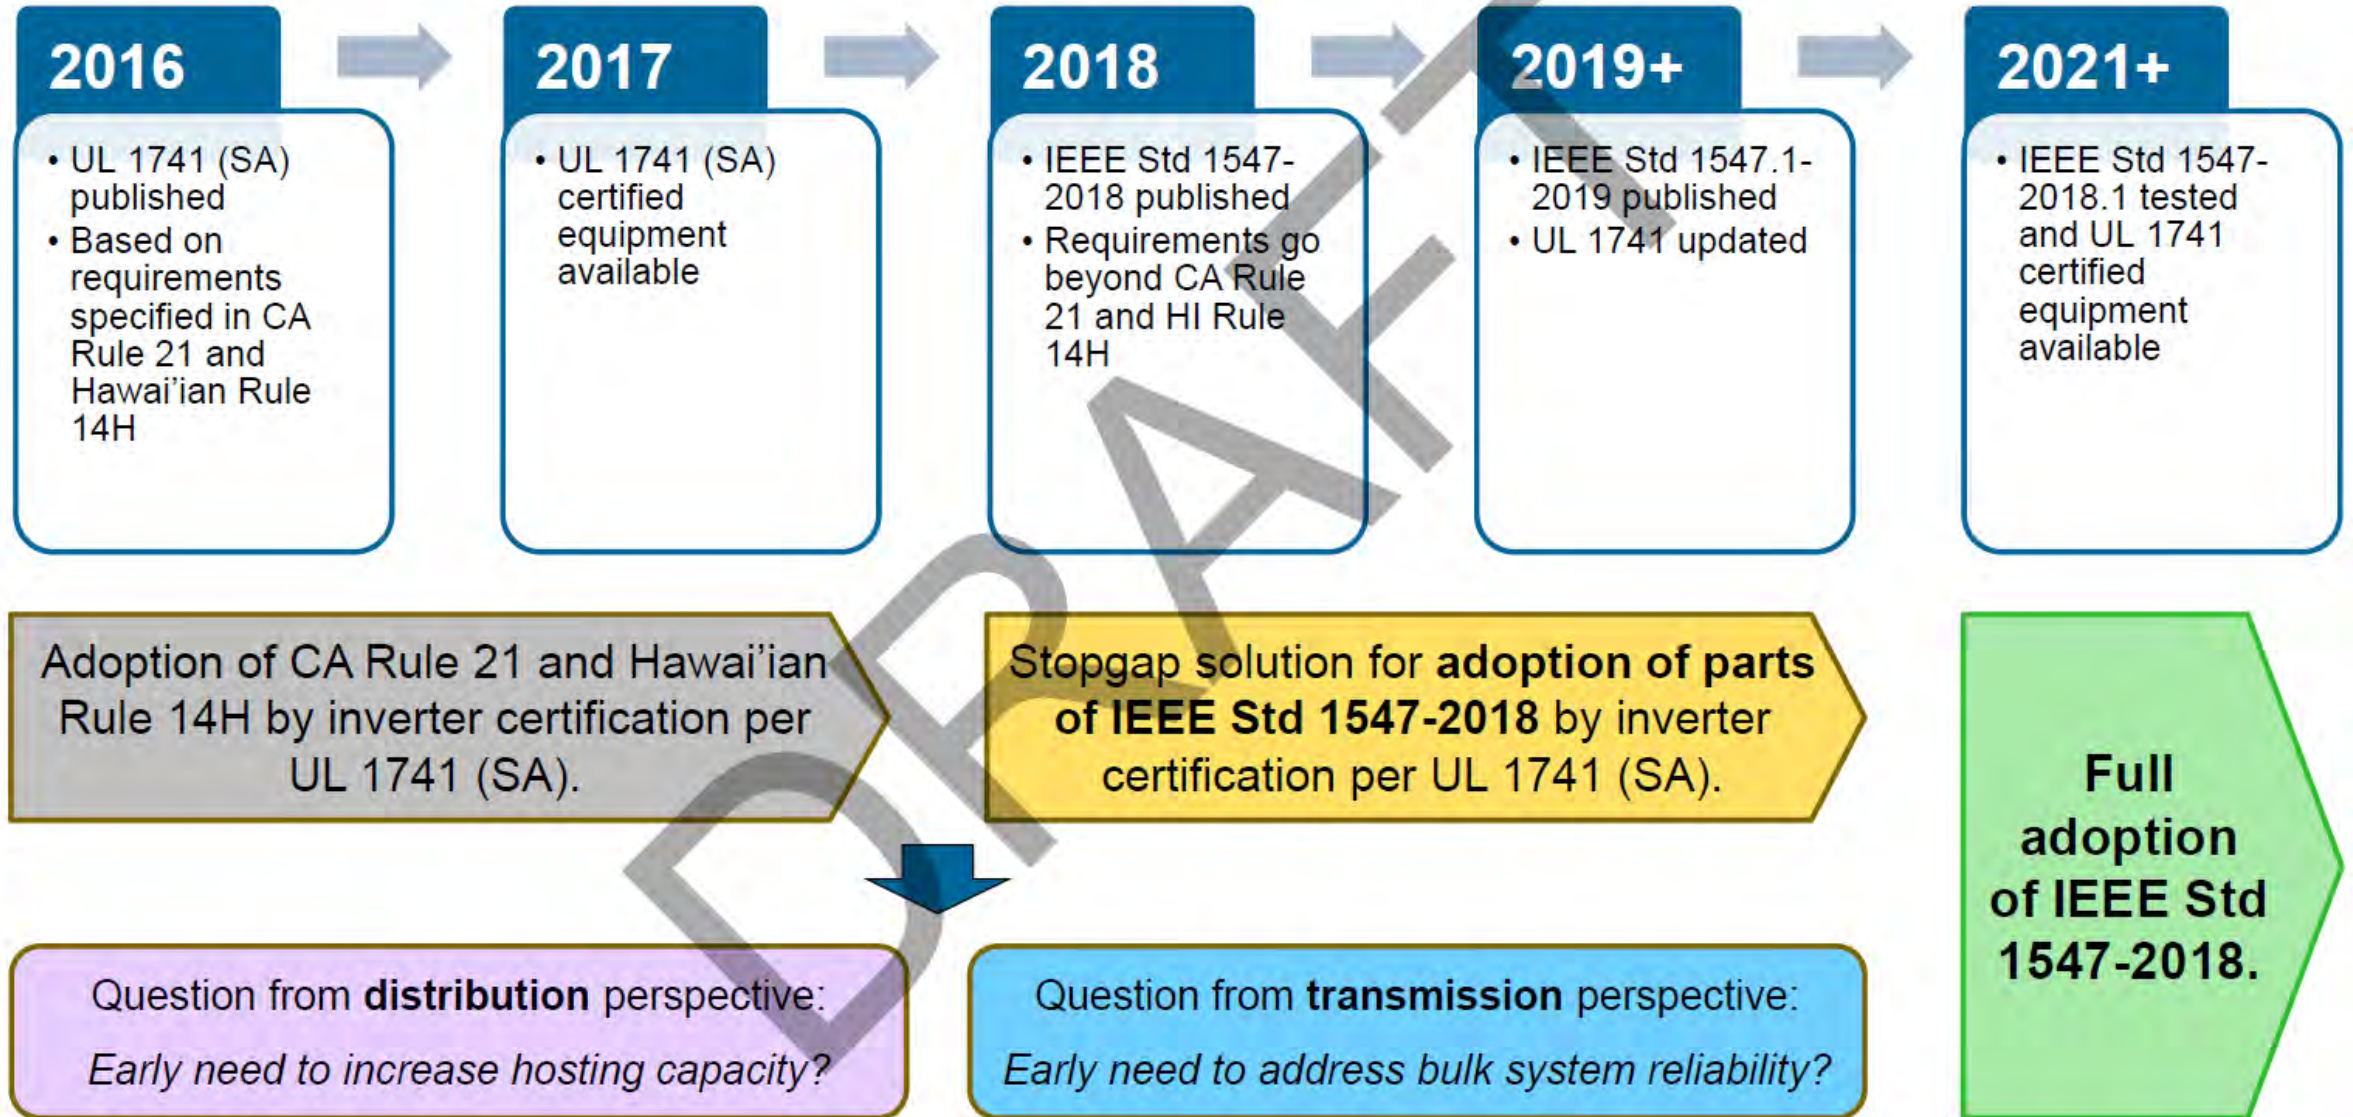 2016
• UL 1741 (SA)
published
• Based on
requirements
specified in CA
Rule 21 and
Hawai'ian Rule
14H
2017
• UL 1741 (SA)
certified
equipment
available
2018
• IEEE Std 1547-
2018 published
• Requirements go
beyond CA Rule
21 and HI Rule
14H
2019+
• IEEE Std 1547.1-
2019 published
• UL 1741 updated
2021+
• IEEE Std 1547-
2018.1 tested
and UL 1741
certified
equipment
available
Adoption of CA Rule 21 and Hawai'ian
Rule 14H by inverter certification per
UL 1741 (SA).
Stopgap solution for adoption of parts
of IEEE Std 1547-2018 by inverter
certification per UL 1741 (SA).
Full
adoption
of IEEE Std
1547-2018.
Question from distribution perspective:
Early need to increase hosting capacity?
Question from transmission perspective:
Early need to address bulk system reliability?
DRAFT